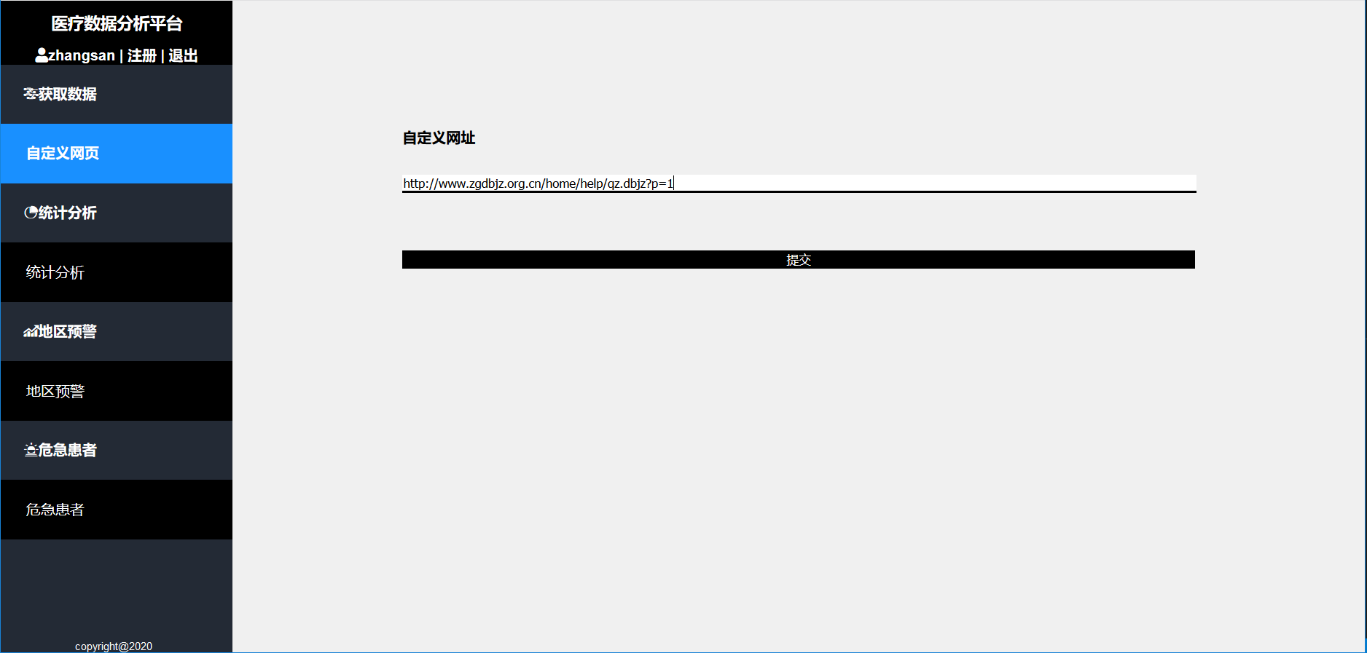 医疗数据分析平台
zhangsan | 注册 | 退出
获取数据
自定义网页
统计分析
统计分析
地区预警
地区预警
危急患者
危急患者
copyright@2020
自定义网址
http://www.zgdbjz.org.cn/home/help/qz.dbjz?p=1
提交